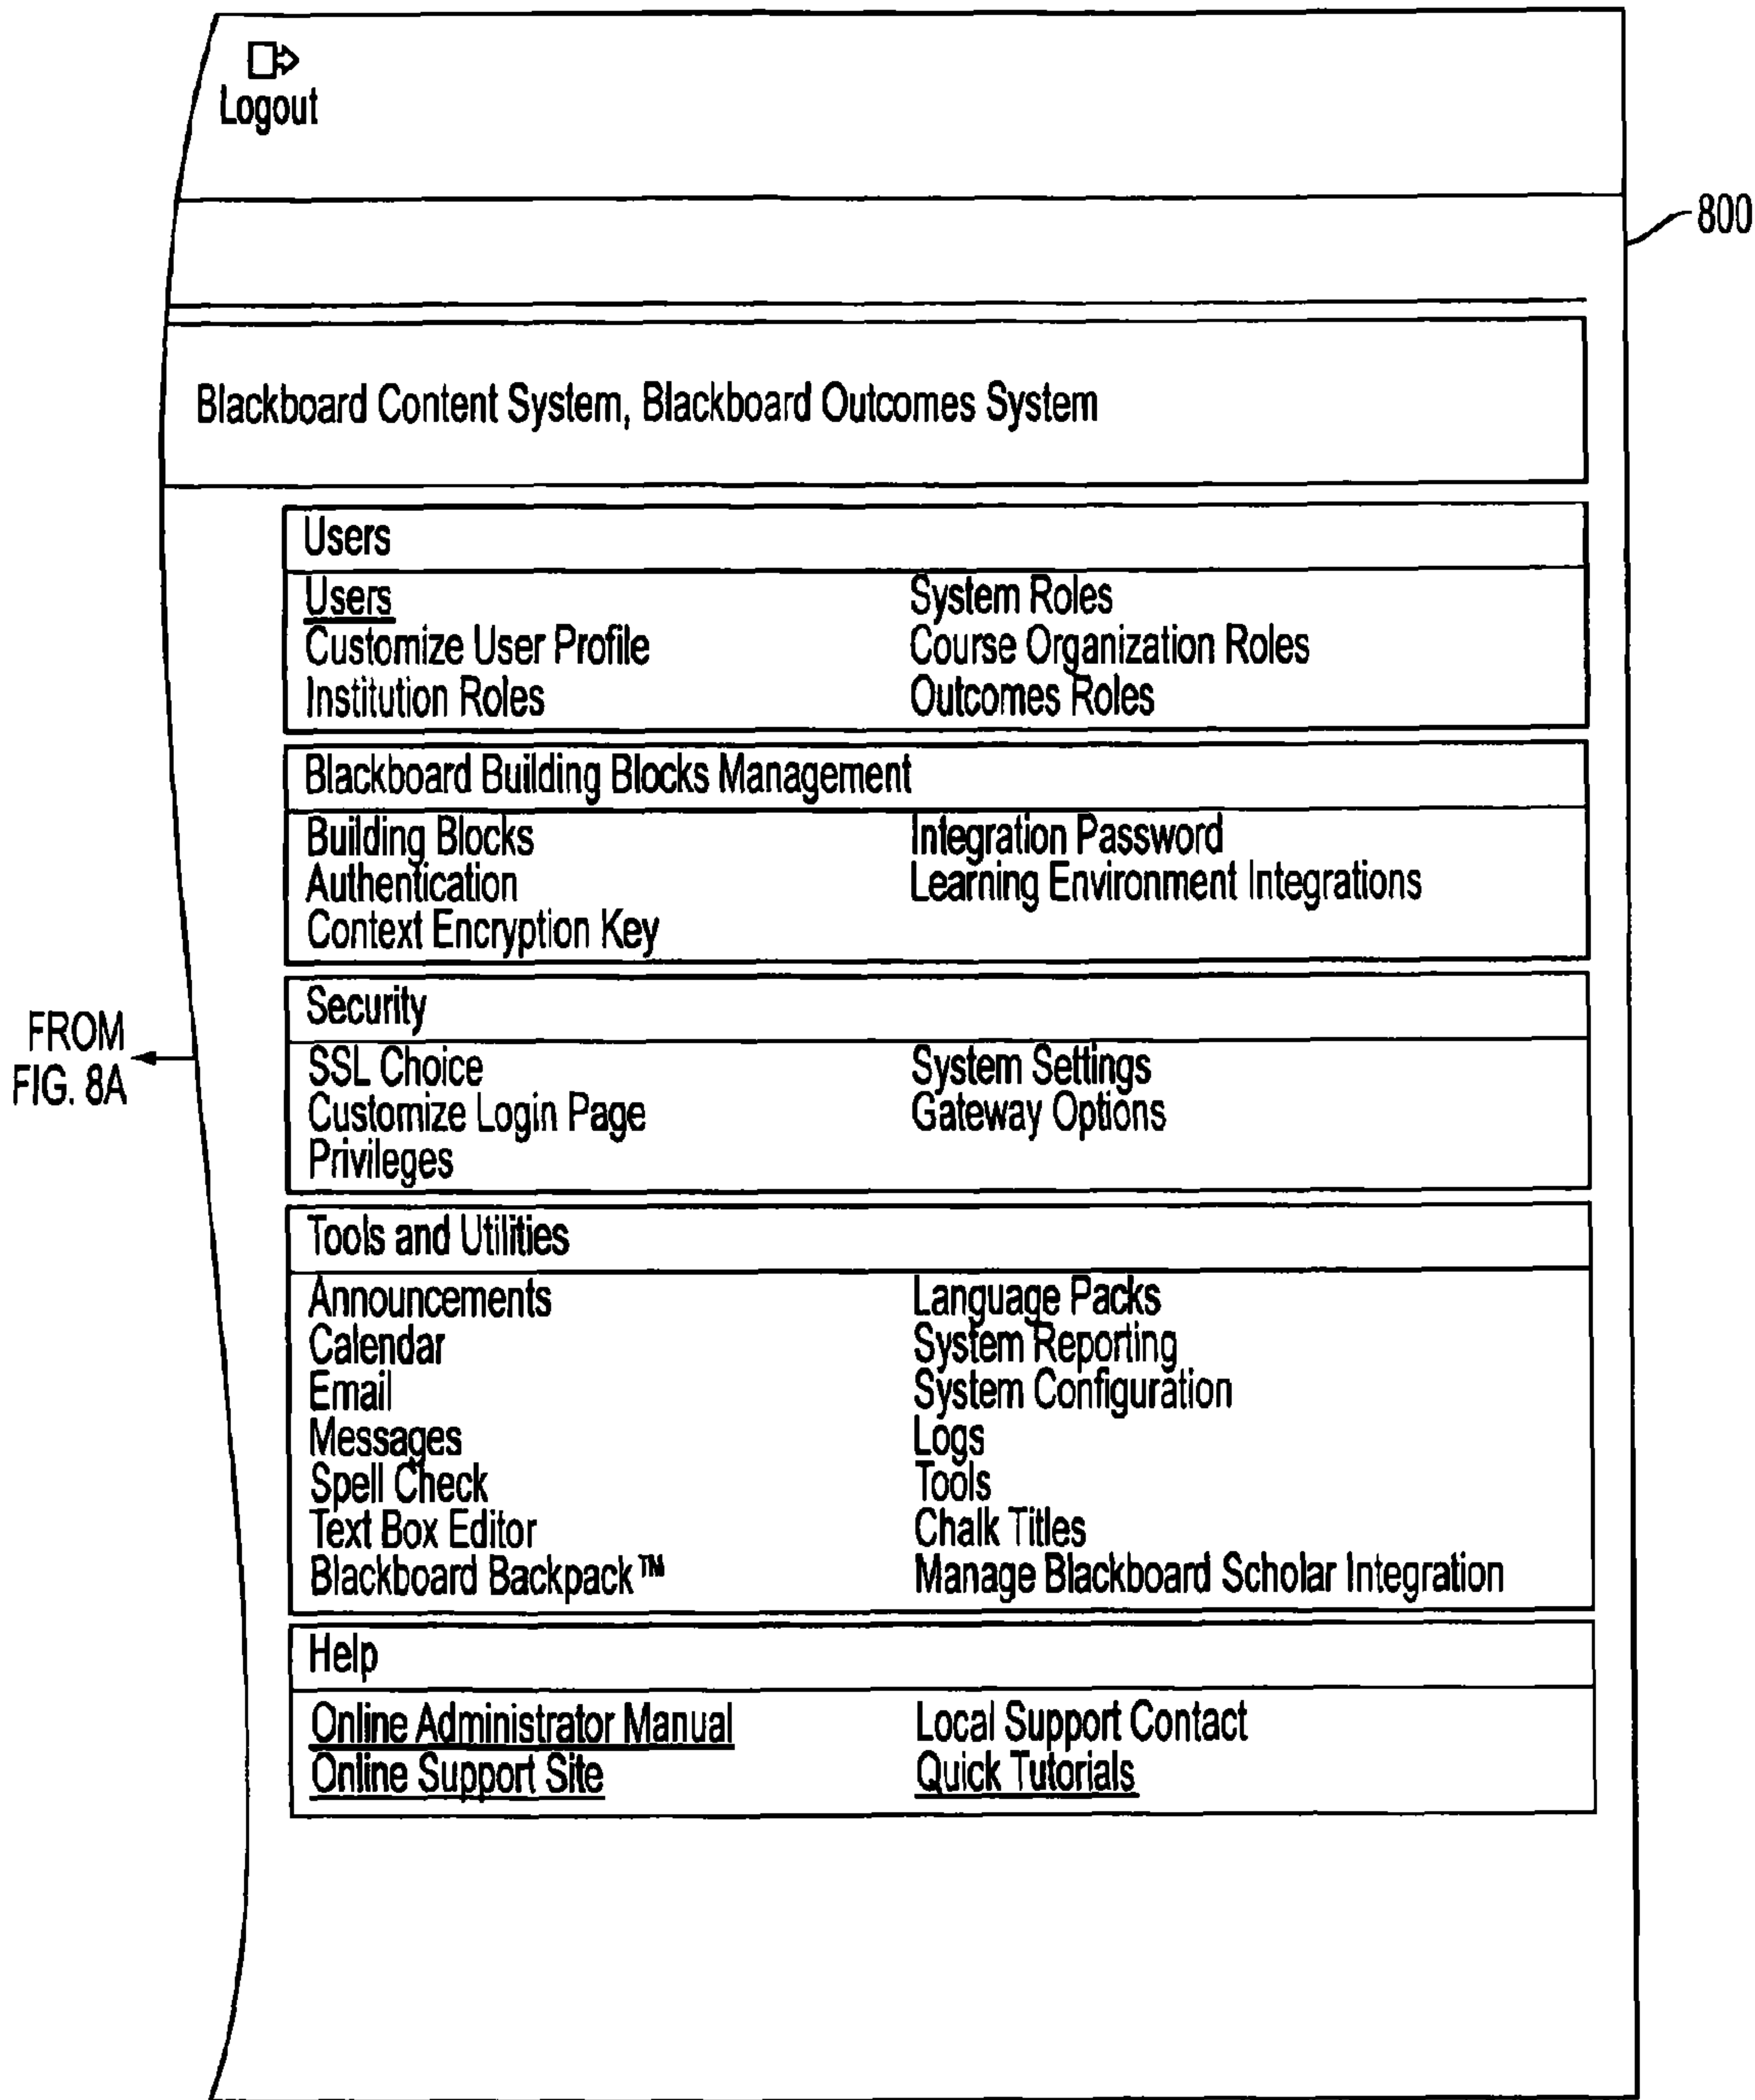 Logout
800
Blackboard Content System, Blackboard Outcomes System
Users
Users
System Roles
Customize User Profile
Course Organization Roles
Institution Roles
Outcomes Roles
Blackboard Building Blocks Management
Building Blocks
Integration Password
Authentication
Learning Environment Integrations
Context Encryption Key
Security
SSL Choice
System Settings
Customize Login Page
Gateway Options
Privileges
FROM
FIG. 8A
Tools and Utilities
Announcements
Language Packs
Calendar
System Reporting
Email
System Configuration
Messages
Logs
Spell Check
Tools
Text Box Editor
Chalk Titles
Blackboard Backpack™
Manage Blackboard Scholar Integration
Help
Online Administrator Manual
Local Support Contact
Online Support Site
Quick Tutorials